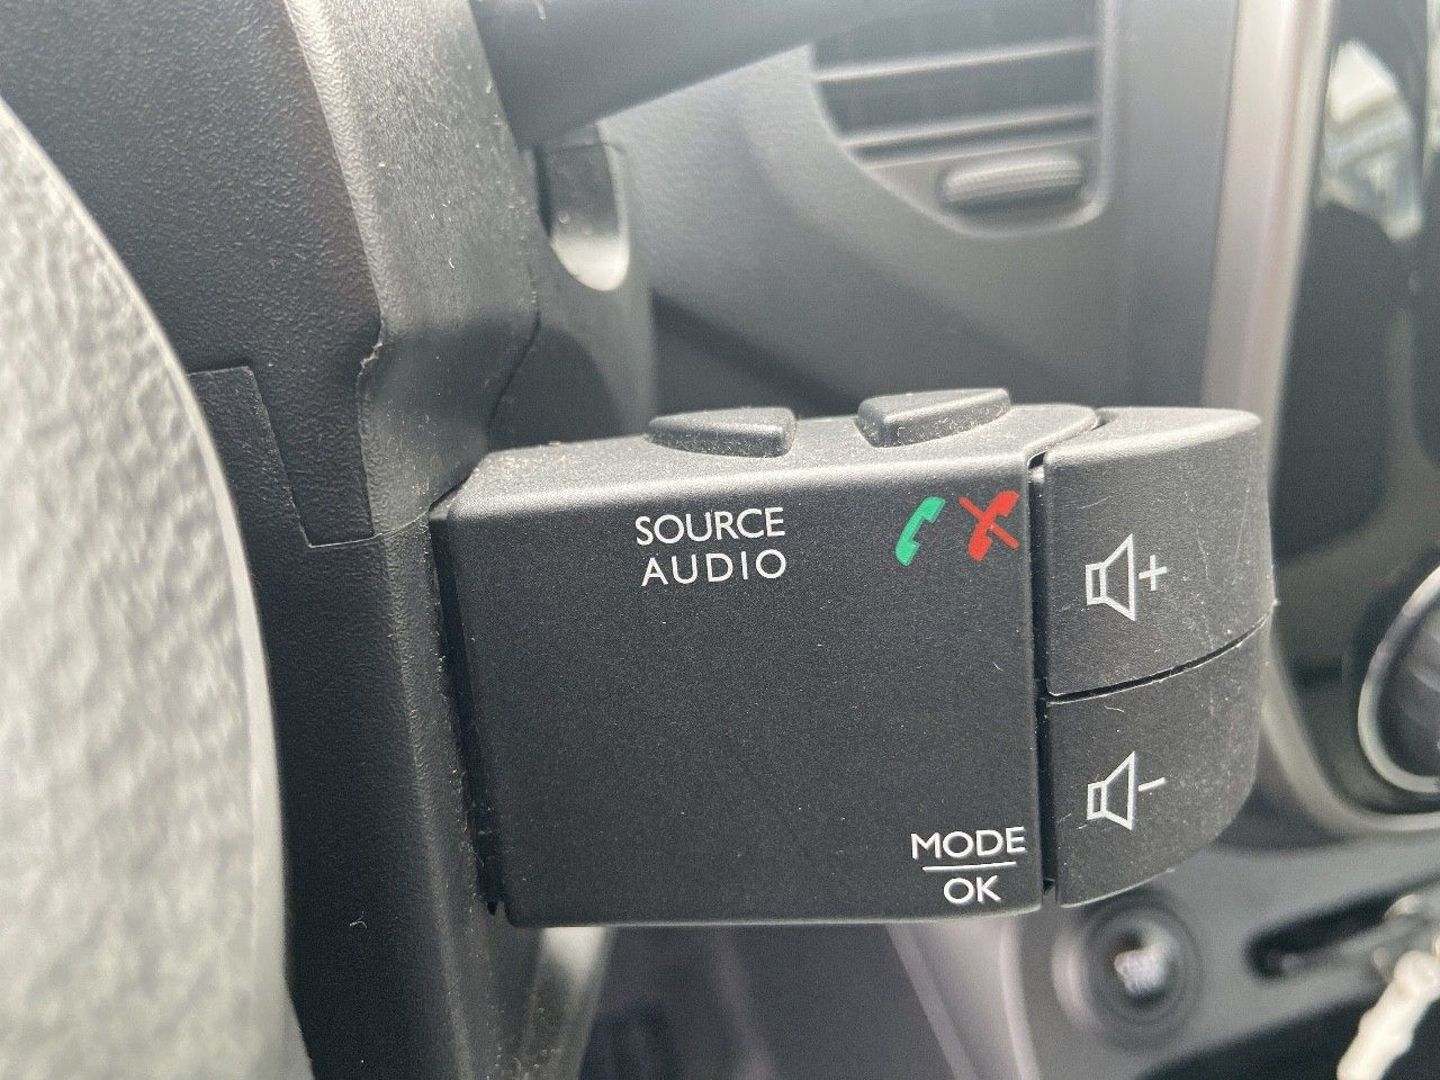 SOURCE
AUDIO
+
-
MODE
OK